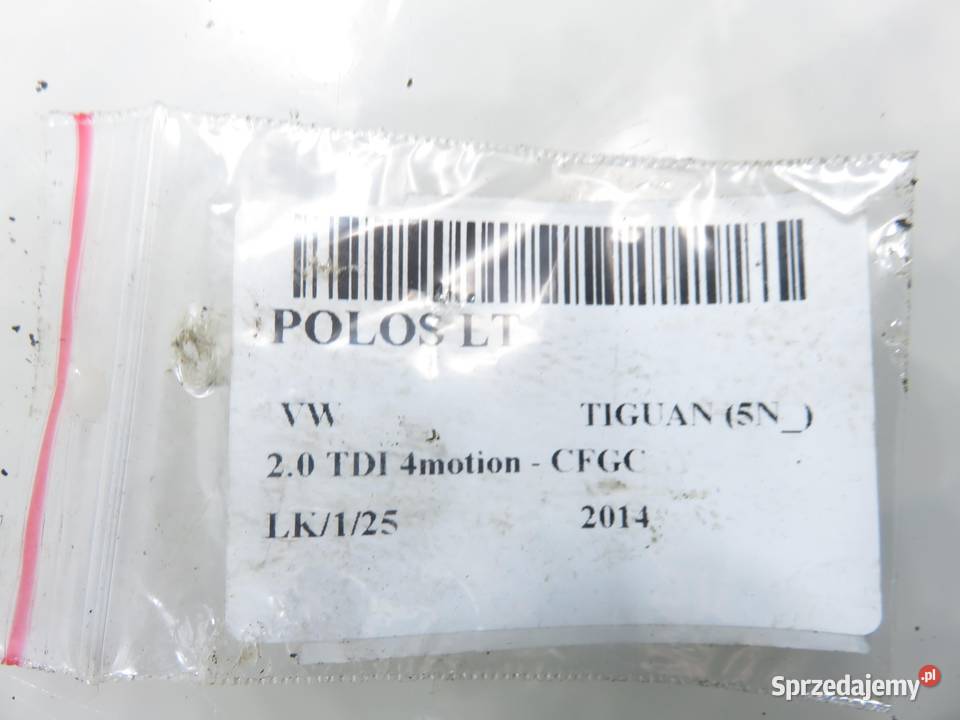 POLOS LT
VW TIGUAN (5N_)
2.0 TDI 4motion - CFGC
LK/1/25 2014
Sprzedajemy.pl